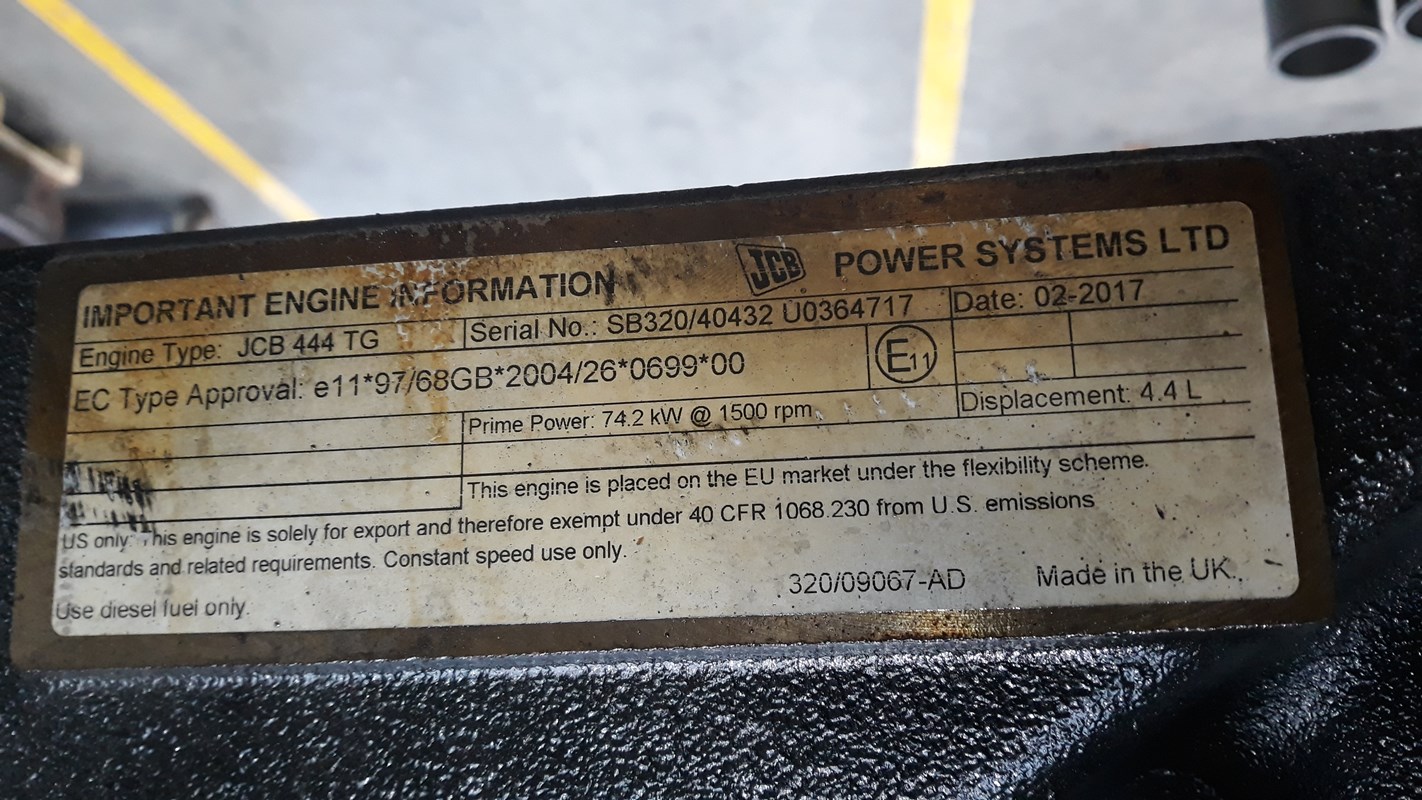 IMPORTANT ENGINE INFORMATION JCB POWER SYSTEMS LTD
Engine Type: JCB 444 TG Serial No.: SB320/40432 U0364717 Date: 02-2017
EC Type Approval: e11*97/68GB*2004/26*0699*00 E11
Prime Power: 74.2 kW @ 1500 rpm Displacement: 4.4 L
This engine is placed on the EU market under the flexibility scheme.
US only: This engine is solely for export and therefore exempt under 40 CFR 1068.230 from U.S. emissions
standards and related requirements. Constant speed use only.
320/09067-AD Made in the UK.
Use diesel fuel only.